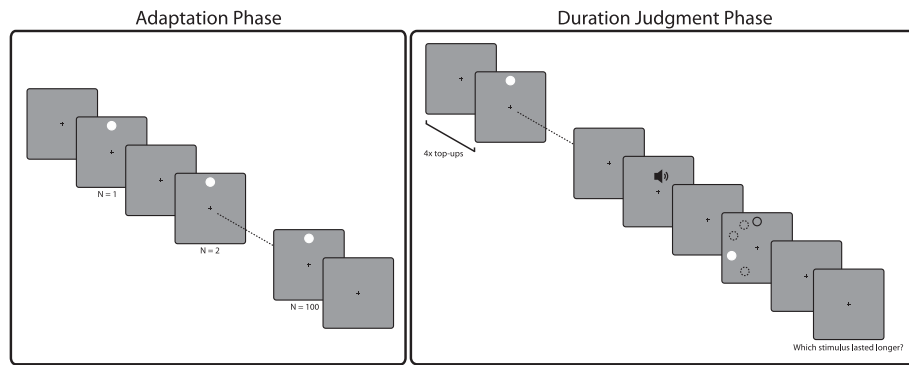 Adaptation Phase
N = 1
N = 2
N = 100
Duration Judgment Phase
4x top-ups
Which stimulus lasted longer?